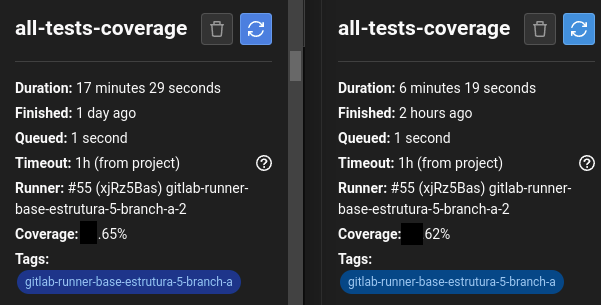 all-tests-coverage
Duration: 17 minutes 29 seconds
Finished: 1 day ago
Queued: 1 second
Timeout: 1h (from project)
Runner: #55 (xjRz5Bas) gitlab-runner-
base-estrutura-5-branch-a-2
Coverage: .65%
Tags:
gitlab-runner-base-estrutura-5-branch-a
all-tests-coverage
Duration: 6 minutes 19 seconds
Finished: 2 hours ago
Queued: 1 second
Timeout: 1h (from project)
Runner: #55 (xjRz5Bas) gitlab-runner-
base-estrutura-5-branch-a-2
Coverage: 62%
Tags:
gitlab-runner-base-estrutura-5-branch-a